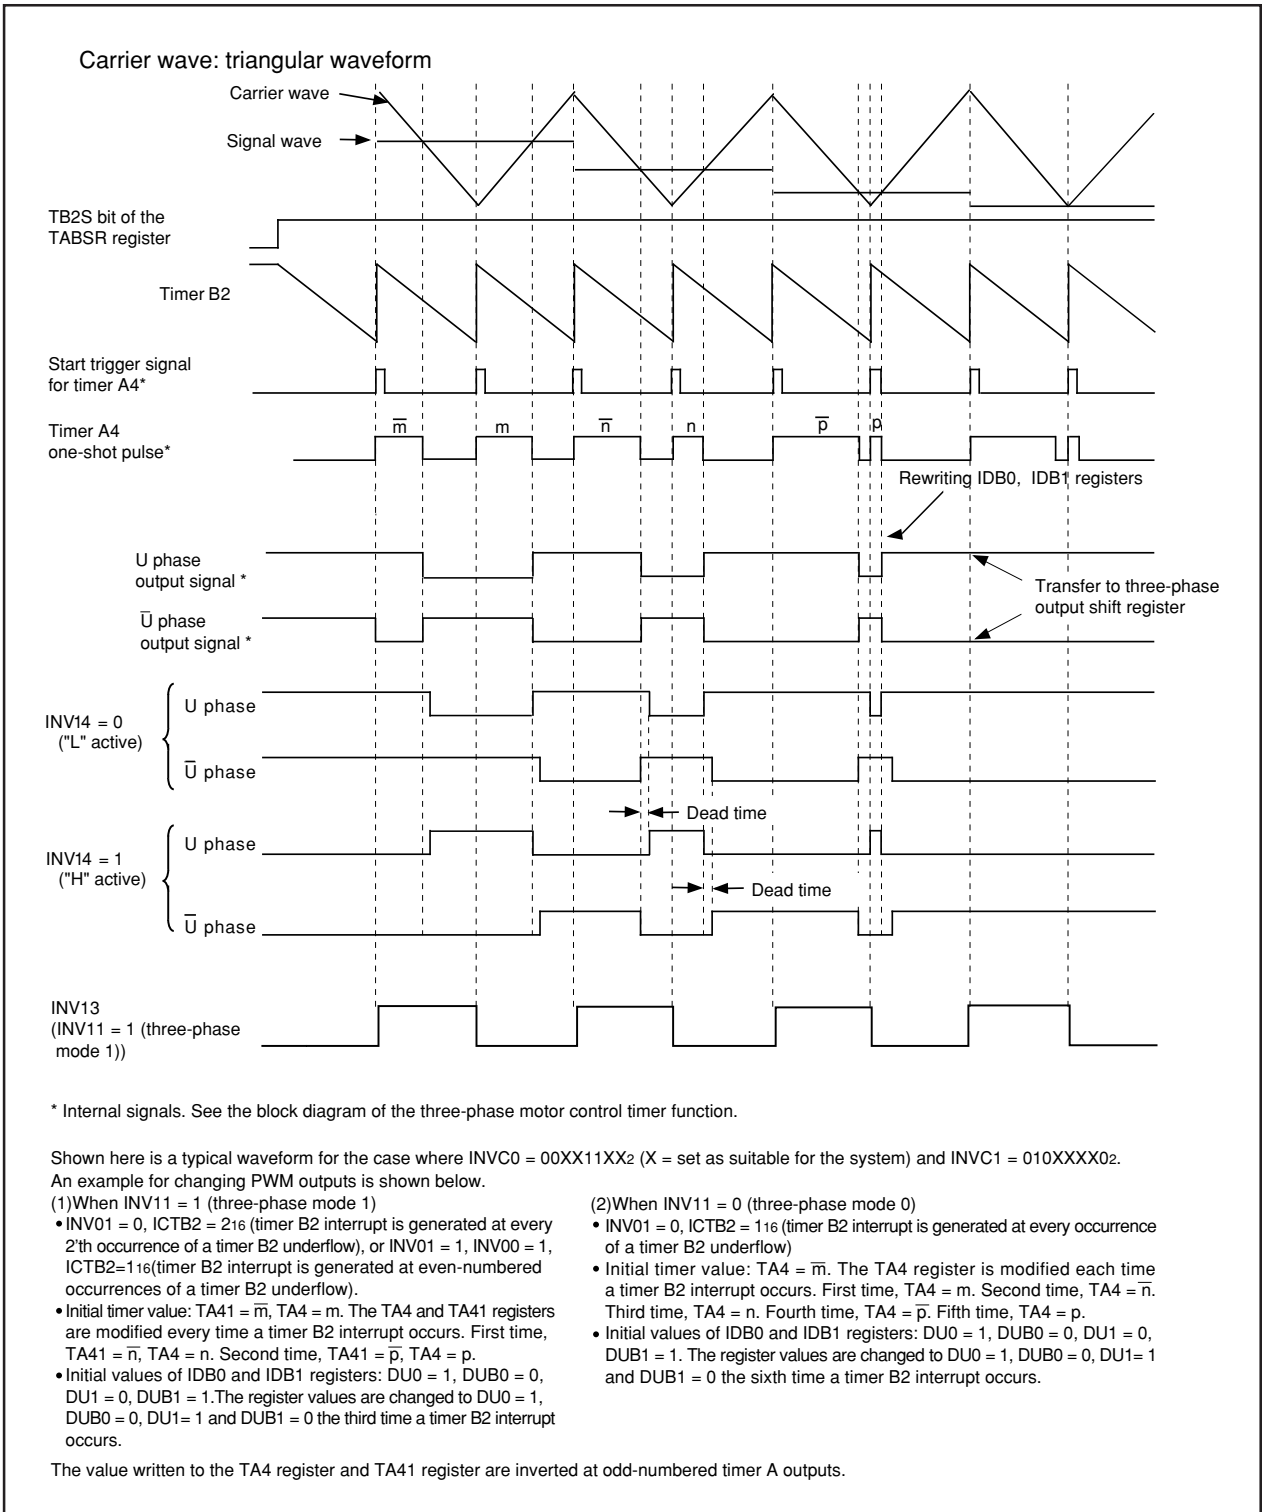 Carrier wave: triangular waveform
Carrier wave
Signal wave
TB2S bit of the
TABSR register
Timer B2
Start trigger signal
for timer A4*
Timer A4
one-shot pulse*
m̅
m
n̅
n
p̅
p
Rewriting IDB0, IDB1 registers
U phase
output signal *
Transfer to three-phase
output shift register
U̅ phase
output signal *
INV14 = 0
("L" active)
U phase
U̅ phase
Dead time
INV14 = 1
("H" active)
U phase
Dead time
U̅ phase
INV13
(INV11 = 1 (three-phase
mode 1))
* Internal signals. See the block diagram of the three-phase motor control timer function.
Shown here is a typical waveform for the case where INVC0 = 00XX11XX2 (X = set as suitable for the system) and INVC1 = 010XXXX02.
An example for changing PWM outputs is shown below.
(1)When INV11 = 1 (three-phase mode 1)
• INV01 = 0, ICTB2 = 216 (timer B2 interrupt is generated at every
2'th occurrence of a timer B2 underflow), or INV01 = 1, INV00 = 1,
ICTB2=116(timer B2 interrupt is generated at even-numbered
occurrences of a timer B2 underflow).
• Initial timer value: TA41 = m̅, TA4 = m. The TA4 and TA41 registers
are modified every time a timer B2 interrupt occurs. First time,
TA41 = n̅, TA4 = n. Second time, TA41 = p̅, TA4 = p.
• Initial values of IDB0 and IDB1 registers: DU0 = 1, DUB0 = 0,
DU1 = 0, DUB1 = 1.The register values are changed to DU0 = 1,
DUB0 = 0, DU1= 1 and DUB1 = 0 the third time a timer B2 interrupt
occurs.
(2)When INV11 = 0 (three-phase mode 0)
• INV01 = 0, ICTB2 = 116 (timer B2 interrupt is generated at every occurrence
of a timer B2 underflow)
• Initial timer value: TA4 = m̅. The TA4 register is modified each time
a timer B2 interrupt occurs. First time, TA4 = m. Second time, TA4 = n̅.
Third time, TA4 = n. Fourth time, TA4 = p̅. Fifth time, TA4 = p.
• Initial values of IDB0 and IDB1 registers: DU0 = 1, DUB0 = 0, DU1 = 0,
DUB1 = 1. The register values are changed to DU0 = 1, DUB0 = 0, DU1= 1
and DUB1 = 0 the sixth time a timer B2 interrupt occurs.
The value written to the TA4 register and TA41 register are inverted at odd-numbered timer A outputs.